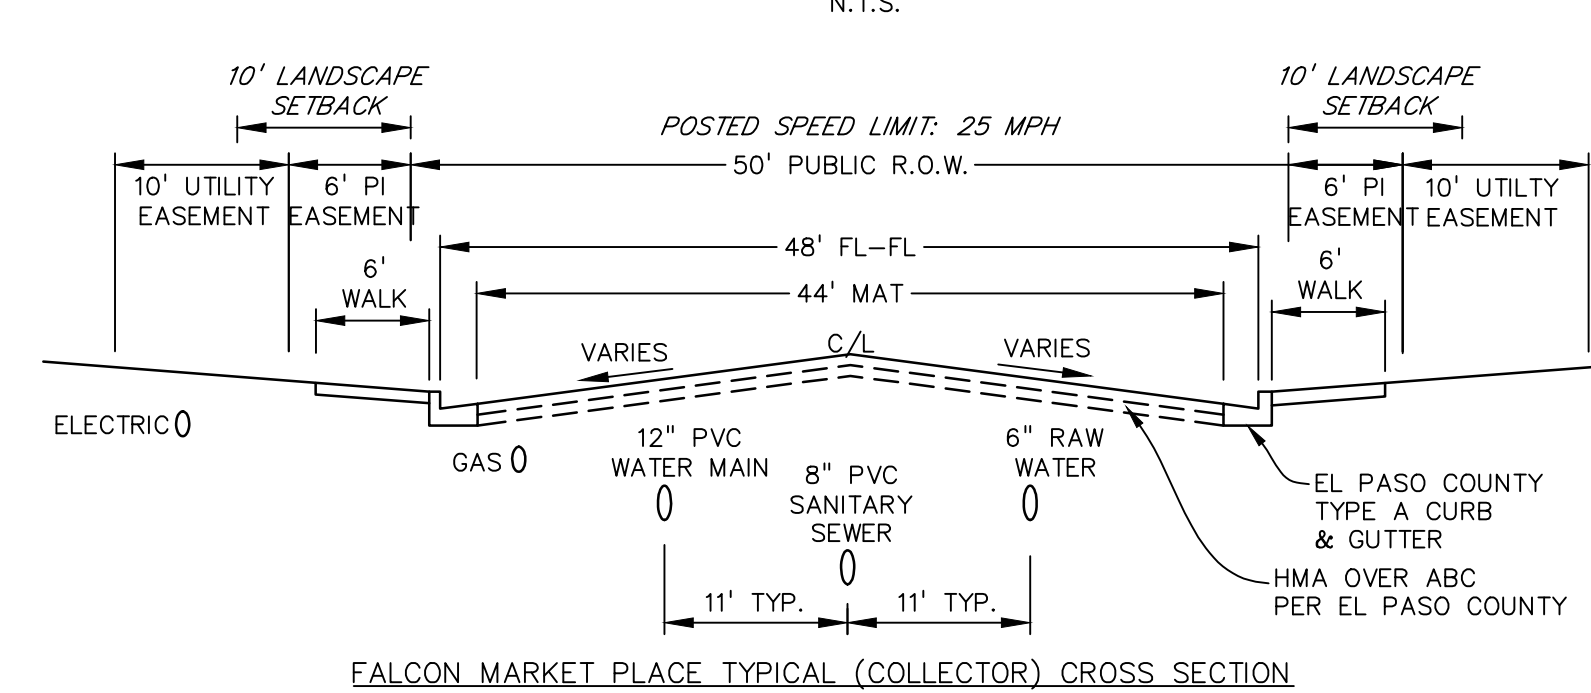 N.T.S.
10' LANDSCAPE
SETBACK
10' LANDSCAPE
SETBACK
POSTED SPEED LIMIT: 25 MPH
50' PUBLIC R.O.W.
10' UTILITY
EASEMENT
6' PI
EASEMENT
6' PI
EASEMENT
10' UTILTY
EASEMENT
48' FL-FL
6'
WALK
6'
WALK
44' MAT
VARIES
C/L
VARIES
ELECTRIC
GAS
12" PVC
WATER MAIN
8" PVC
SANITARY
SEWER
6" RAW
WATER
EL PASO COUNTY
TYPE A CURB
& GUTTER
HMA OVER ABC
PER EL PASO COUNTY
11' TYP.
11' TYP.
FALCON MARKET PLACE TYPICAL (COLLECTOR) CROSS SECTION